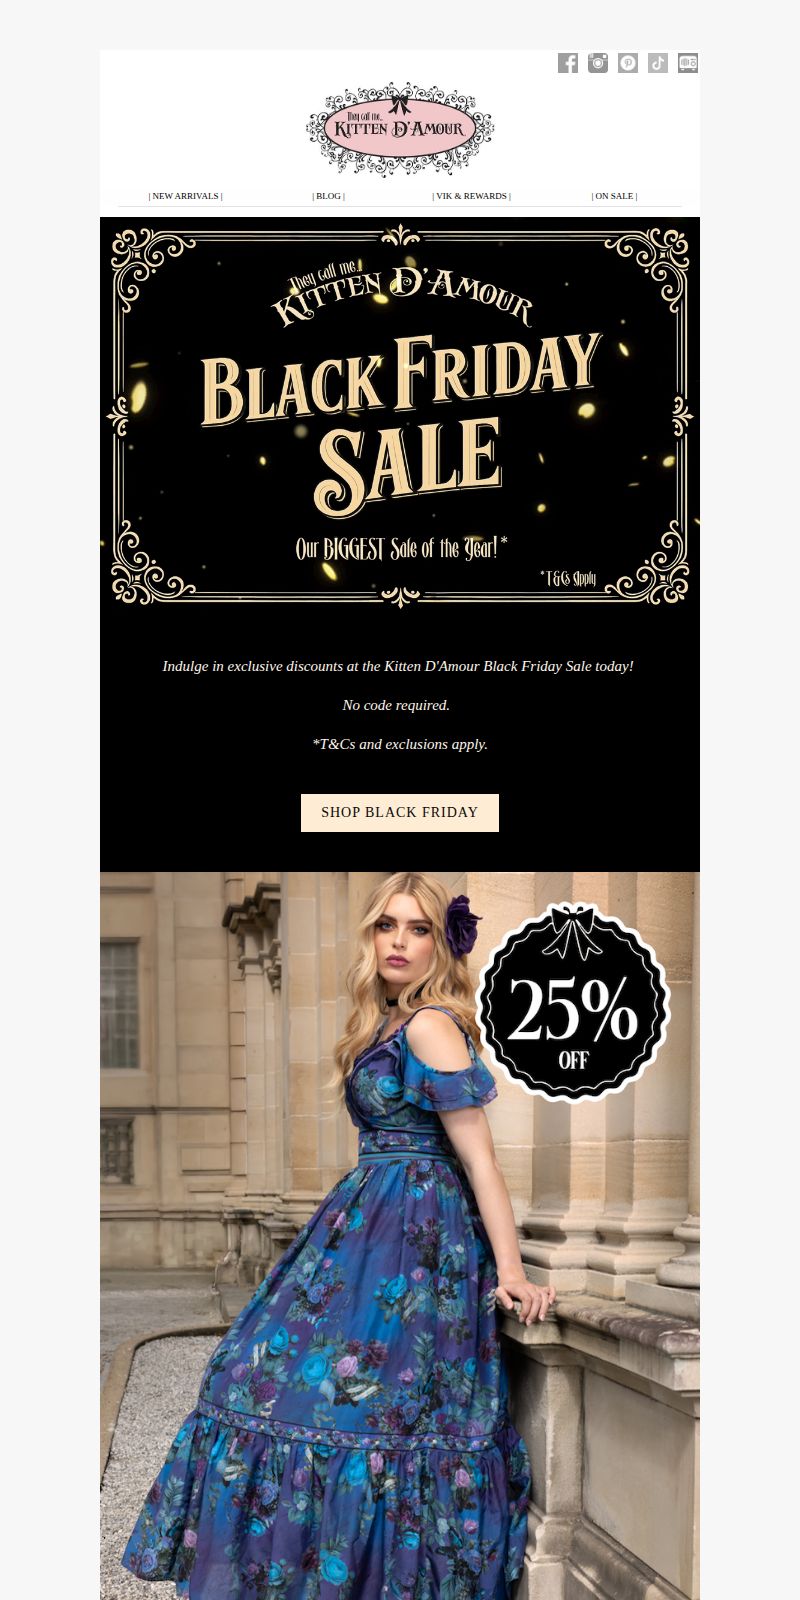 They call me...
KITTEN D'AMOUR
| NEW ARRIVALS |
| BLOG |
| VIK & REWARDS |
| ON SALE |
They call me...
KITTEN D'AMOUR
BLACK FRIDAY
SALE
Our BIGGEST Sale of the Year!*
*T&Cs Apply
Indulge in exclusive discounts at the Kitten D'Amour Black Friday Sale today!
No code required.
*T&Cs and exclusions apply.
SHOP BLACK FRIDAY
25%
OFF